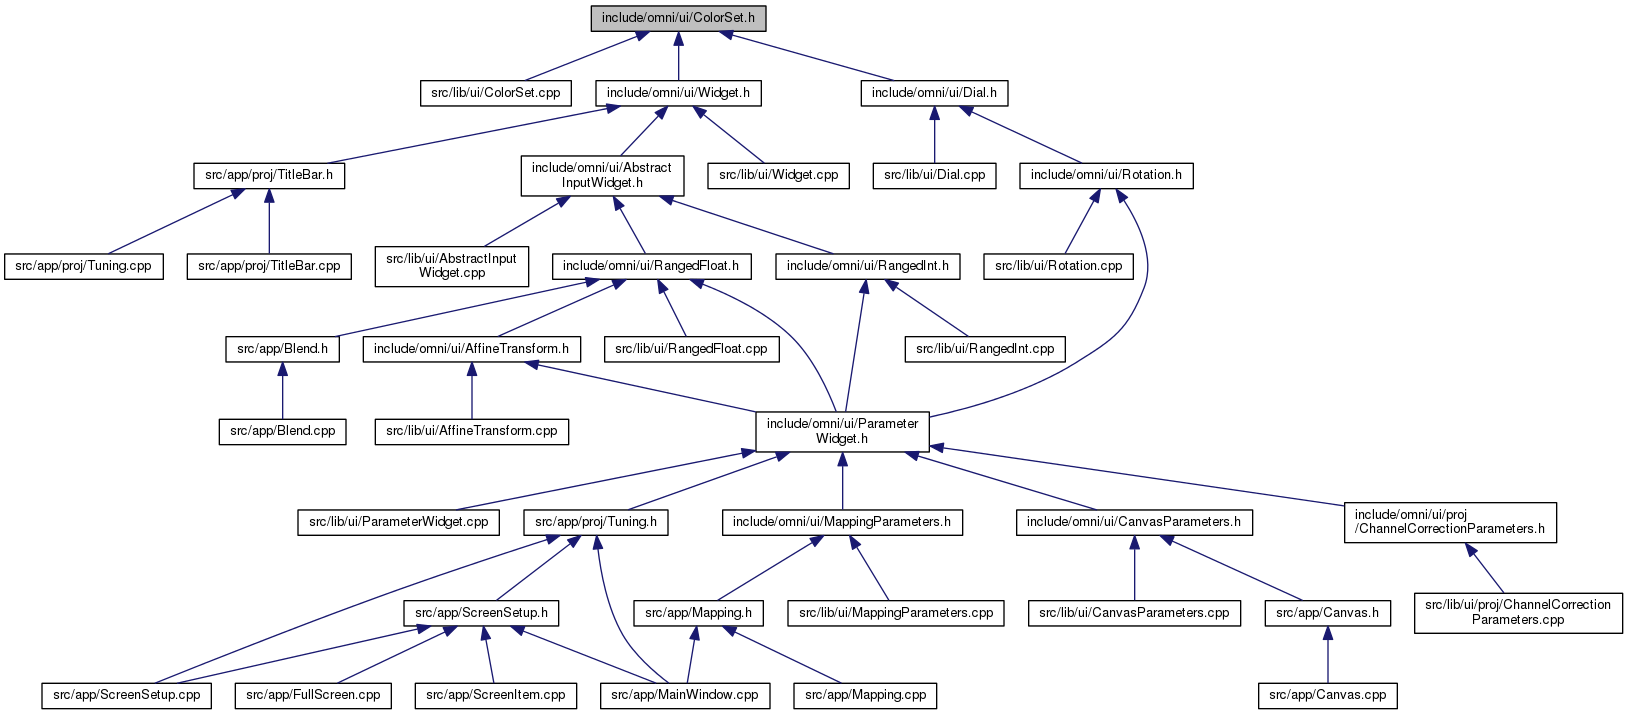 include/omni/ui/ColorSet.h
src/lib/ui/ColorSet.cpp
include/omni/ui/Widget.h
include/omni/ui/Dial.h
src/app/proj/TitleBar.h
include/omni/ui/Abstract
InputWidget.h
src/lib/ui/Widget.cpp
src/lib/ui/Dial.cpp
include/omni/ui/Rotation.h
src/app/proj/Tuning.cpp
src/app/proj/TitleBar.cpp
src/lib/ui/AbstractInput
Widget.cpp
include/omni/ui/RangedFloat.h
include/omni/ui/RangedInt.h
src/lib/ui/Rotation.cpp
src/app/Blend.h
include/omni/ui/AffineTransform.h
src/lib/ui/RangedFloat.cpp
src/lib/ui/RangedInt.cpp
src/app/Blend.cpp
src/lib/ui/AffineTransform.cpp
include/omni/ui/Parameter
Widget.h
src/lib/ui/ParameterWidget.cpp
src/app/proj/Tuning.h
include/omni/ui/MappingParameters.h
include/omni/ui/CanvasParameters.h
include/omni/ui/proj
/ChannelCorrectionParameters.h
src/app/ScreenSetup.h
src/app/Mapping.h
src/lib/ui/MappingParameters.cpp
src/lib/ui/CanvasParameters.cpp
src/app/Canvas.h
src/lib/ui/proj/ChannelCorrection
Parameters.cpp
src/app/ScreenSetup.cpp
src/app/FullScreen.cpp
src/app/ScreenItem.cpp
src/app/MainWindow.cpp
src/app/Mapping.cpp
src/app/Canvas.cpp